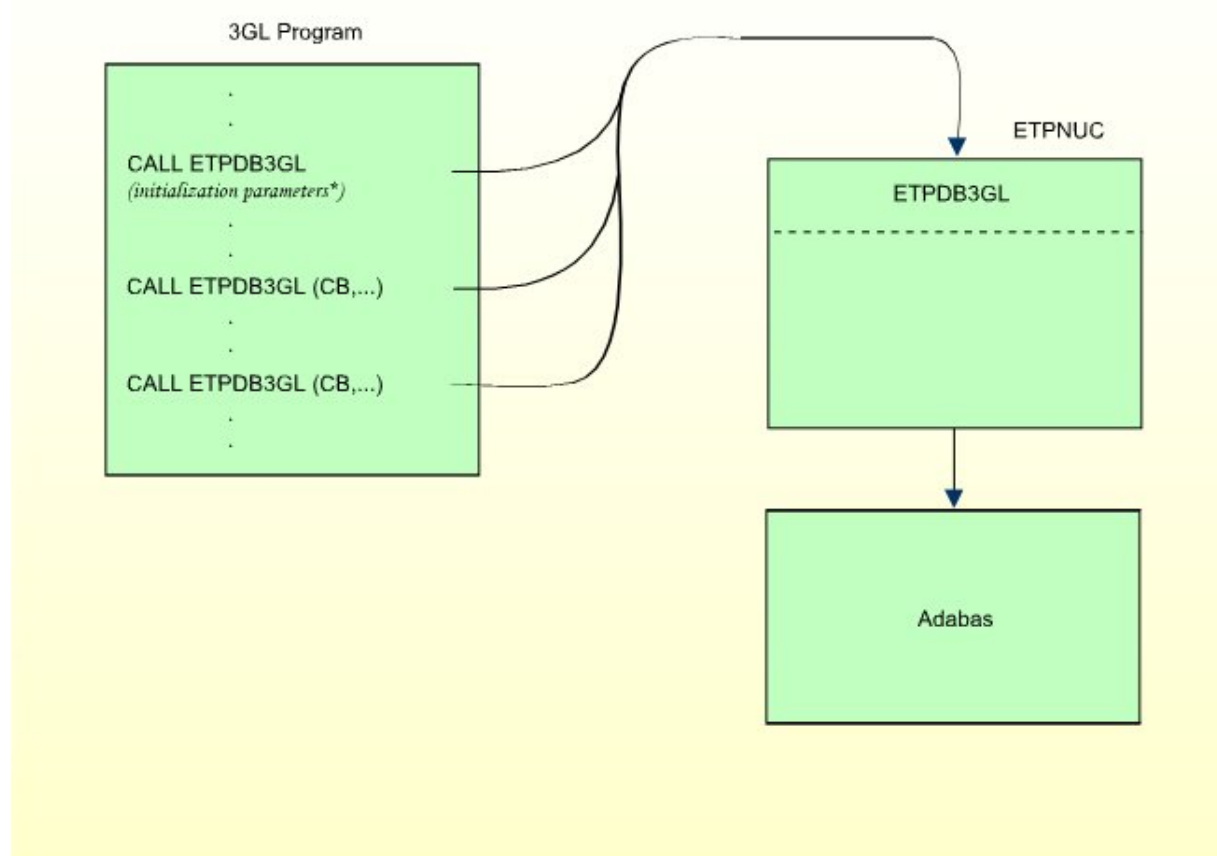 3GL Program
.
.
CALL ETPDB3GL
(initialization parameters*)
.
.
CALL ETPDB3GL (CB,...)
.
.
CALL ETPDB3GL (CB,...)
.
.
ETPNUC
ETPDB3GL
Adabas